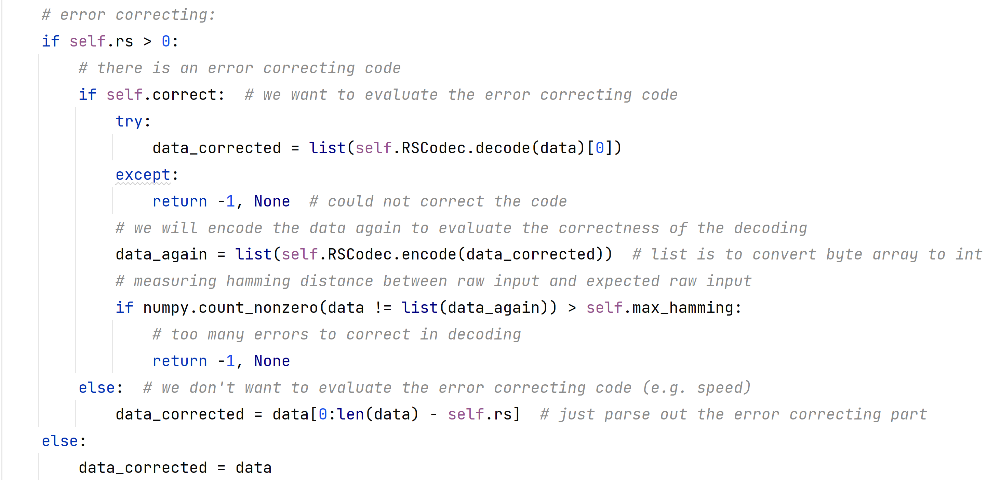 # error correcting:
if self.rs > 0:
# there is an error correcting code
if self.correct:  # we want to evaluate the error correcting code
try:
data_corrected = list(self.RSCodec.decode(data)[0])
except:
return -1, None  # could not correct the code
# we will encode the data again to evaluate the correctness of the decoding
data_again = list(self.RSCodec.encode(data_corrected))  # list is to convert byte array to int
# measuring hamming distance between raw input and expected raw input
if numpy.count_nonzero(data != list(data_again)) > self.max_hamming:
# too many errors to correct in decoding
return -1, None
else:  # we don't want to evaluate the error correcting code (e.g. speed)
data_corrected = data[0:len(data) - self.rs]  # just parse out the error correcting part
else:
data_corrected = data